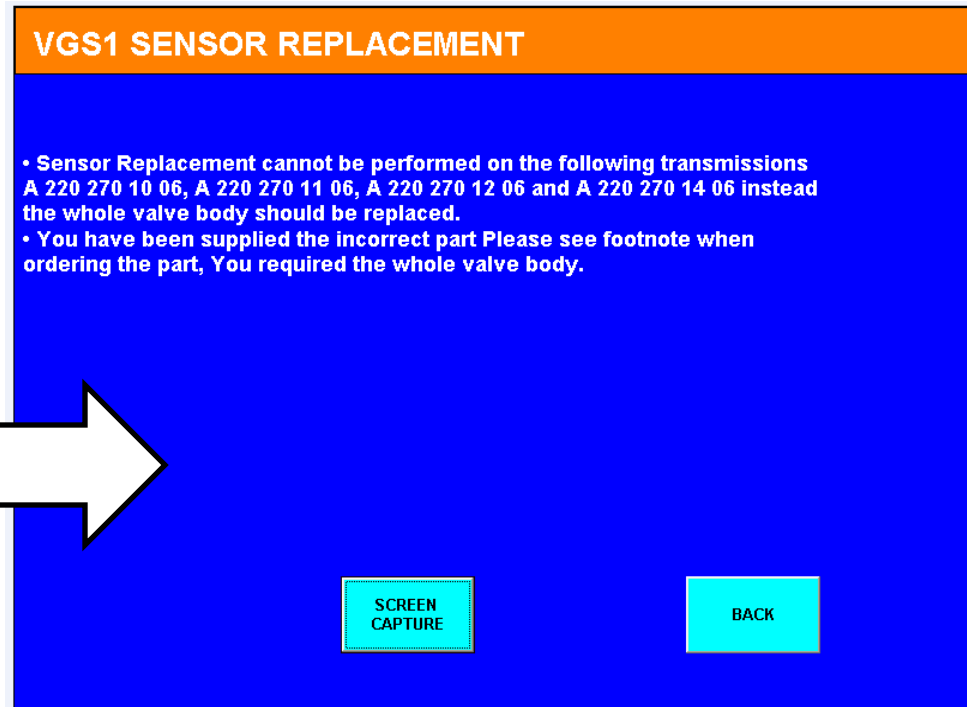 VGS1 SENSOR REPLACEMENT
• Sensor Replacement cannot be performed on the following transmissions
A 220 270 10 06, A 220 270 11 06, A 220 270 12 06 and A 220 270 14 06 instead
the whole valve body should be replaced.
• You have been supplied the incorrect part Please see footnote when
ordering the part, You required the whole valve body.
SCREEN
CAPTURE
BACK